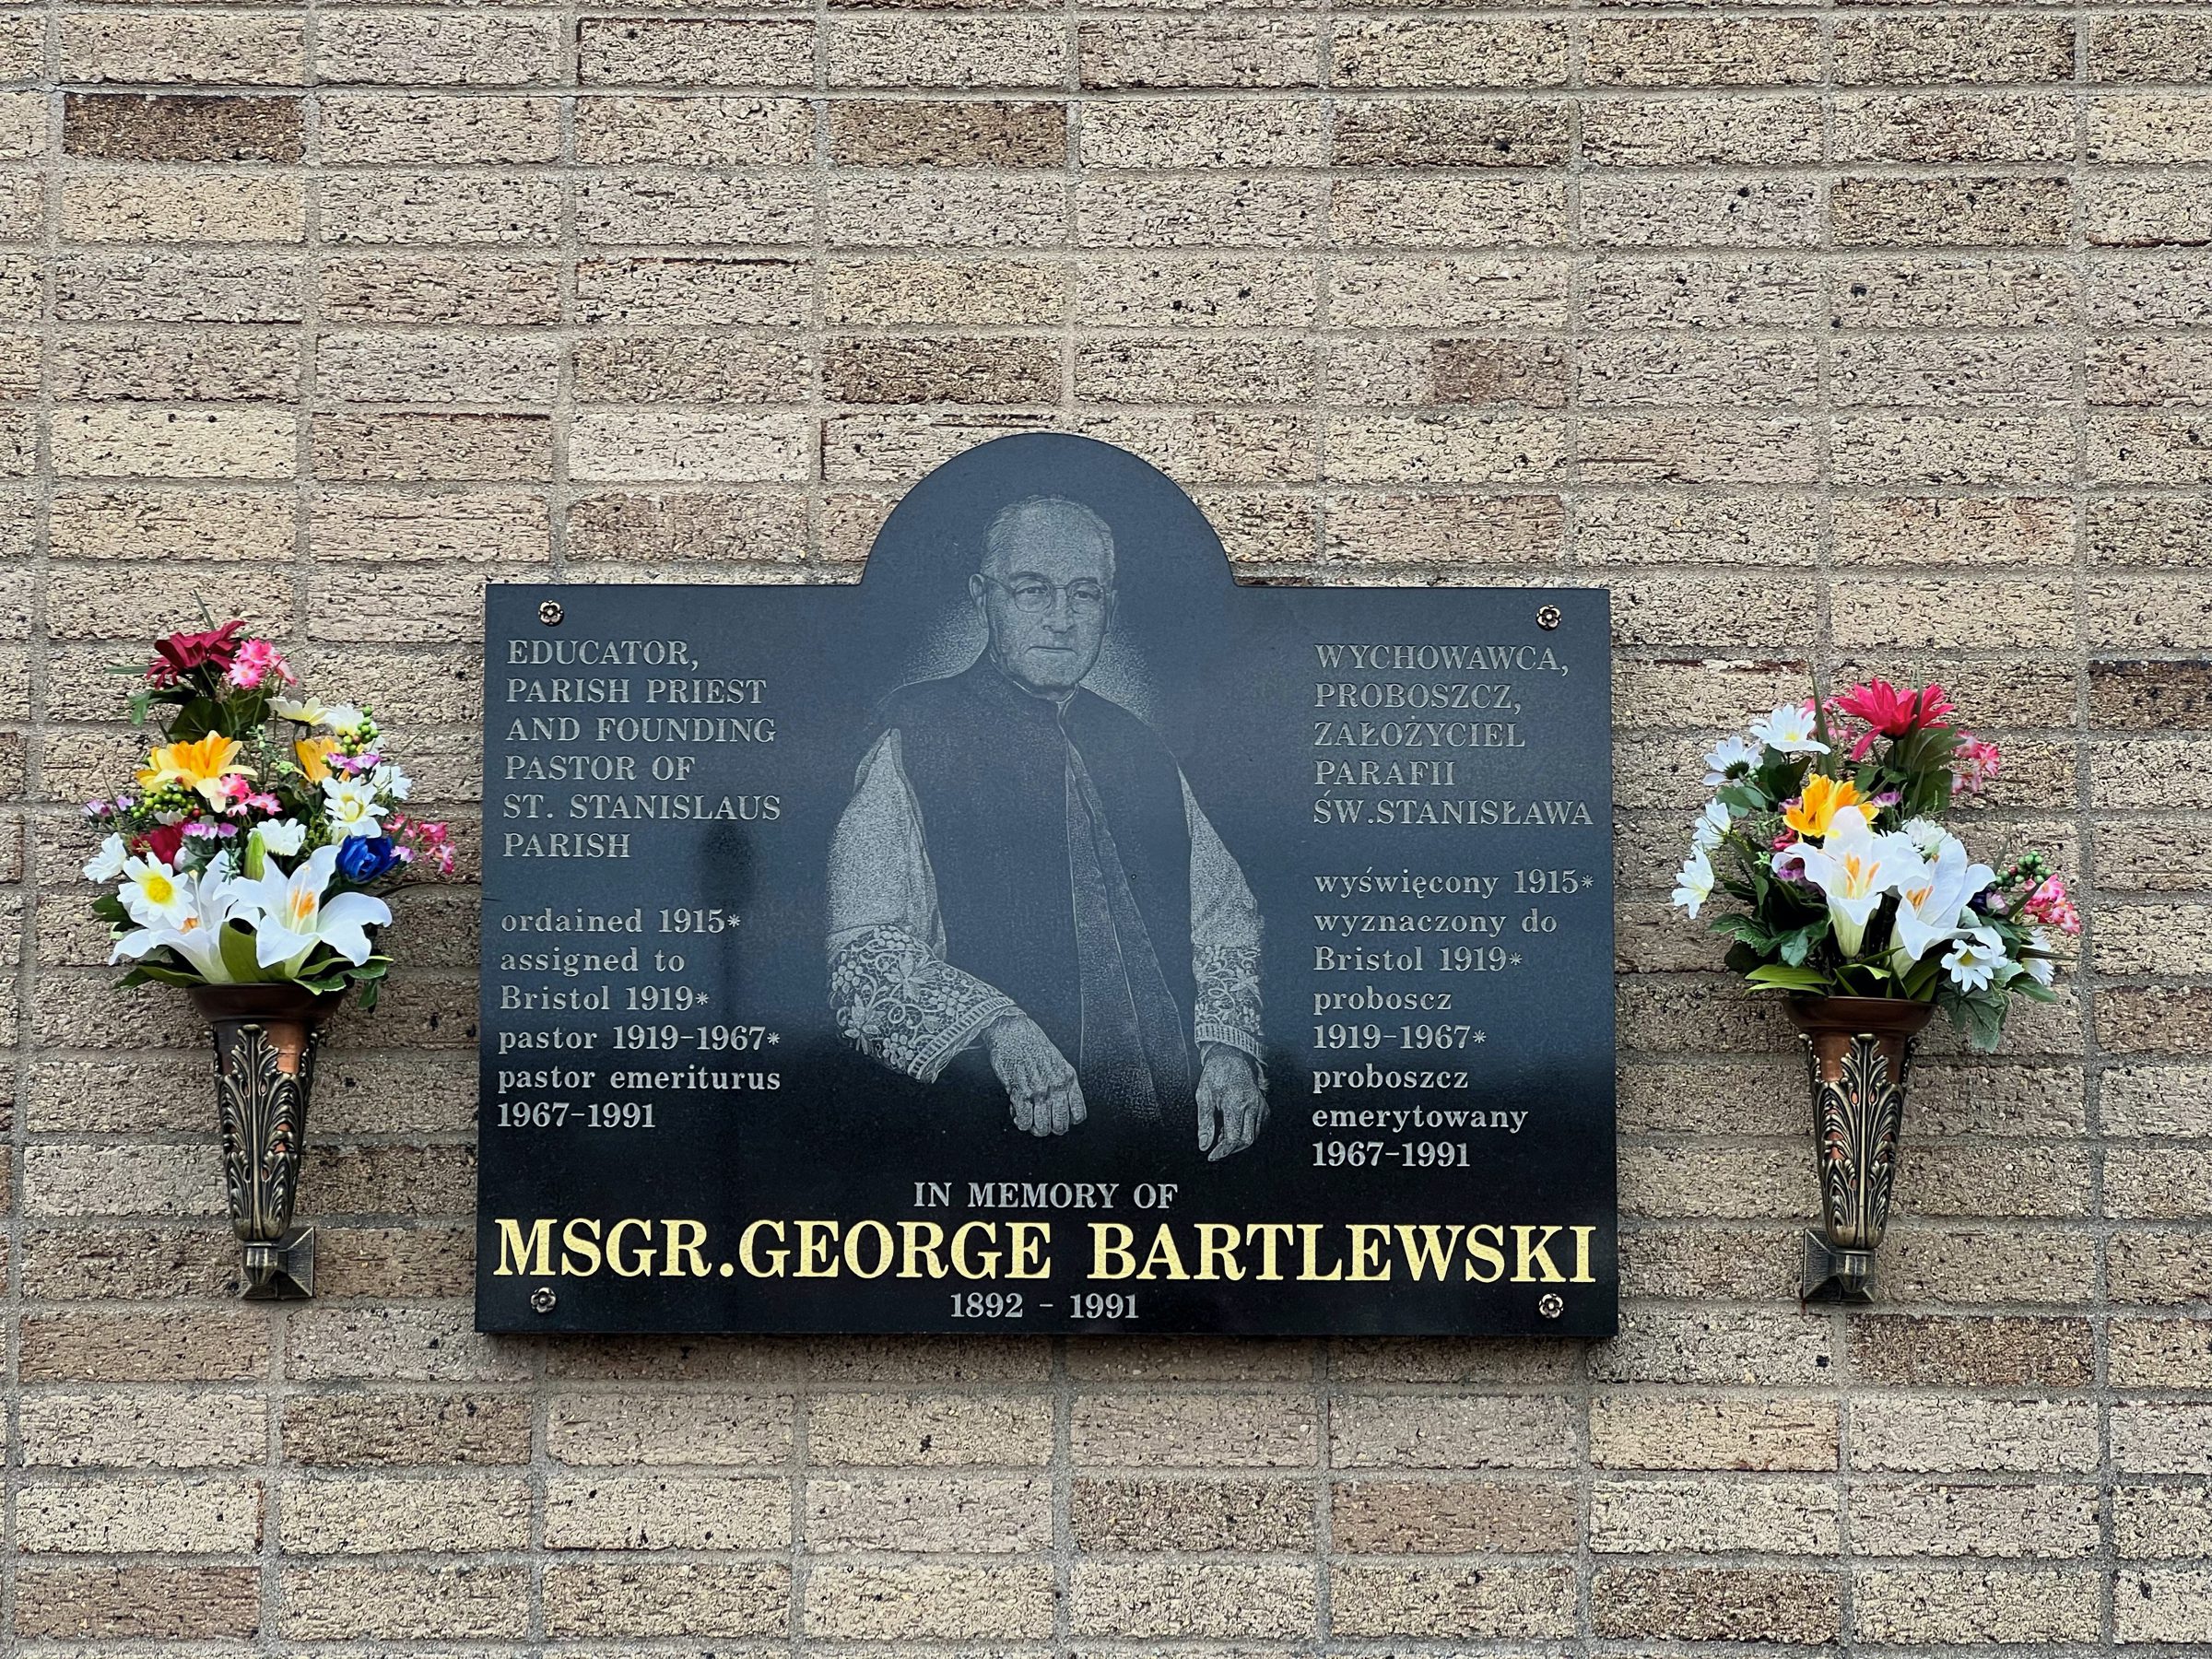 EDUCATOR,
PARISH PRIEST
AND FOUNDING
PASTOR OF
ST. STANISLAUS
PARISH
ordained 1915*
assigned to
Bristol 1919*
pastor 1919-1967*
pastor emeriturus
1967-1991
WYCHOWAWCA,
PROBOSZCZ,
ZAŁOŻYCIEL
PARAFII
ŚW.STANISŁAWA
wyświęcony 1915*
wyznaczony do
Bristol 1919*
proboscz
1919-1967*
proboszcz
emerytowany
1967-1991
IN MEMORY OF
MSGR.GEORGE BARTLEWSKI
1892 - 1991